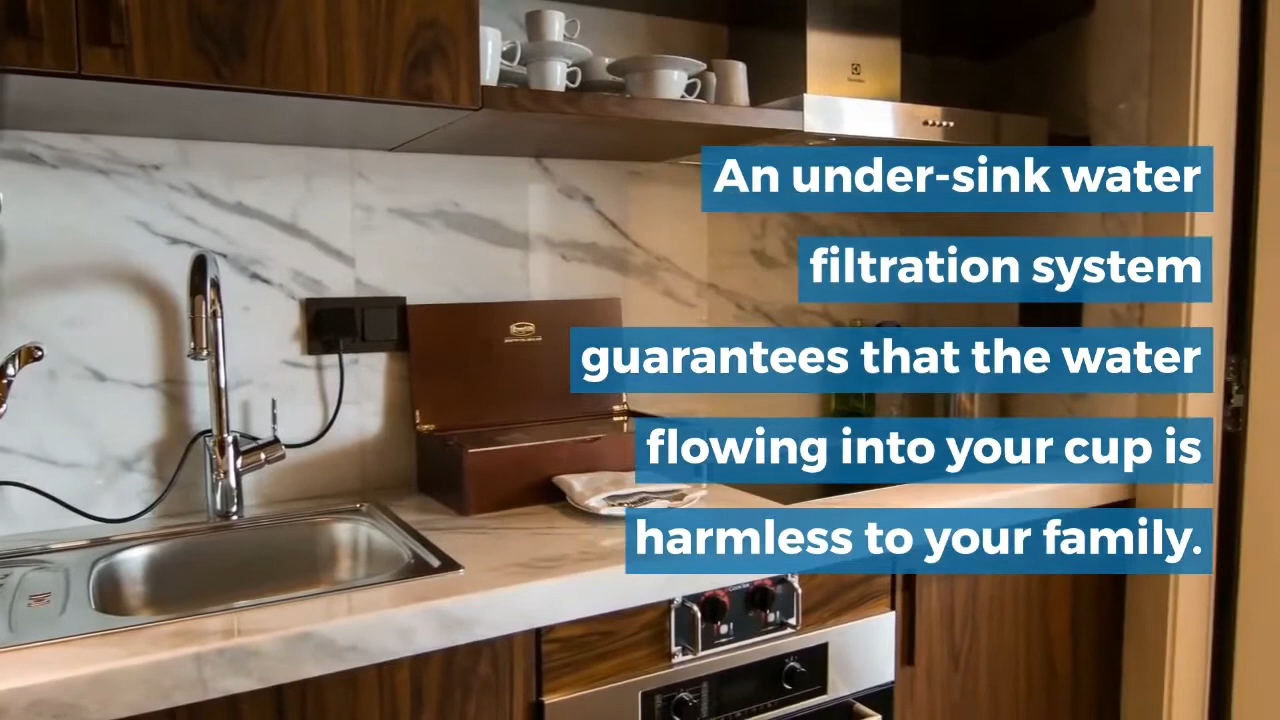 An under-sink water
filtration system
guarantees that the water
flowing into your cup is
harmless to your family.